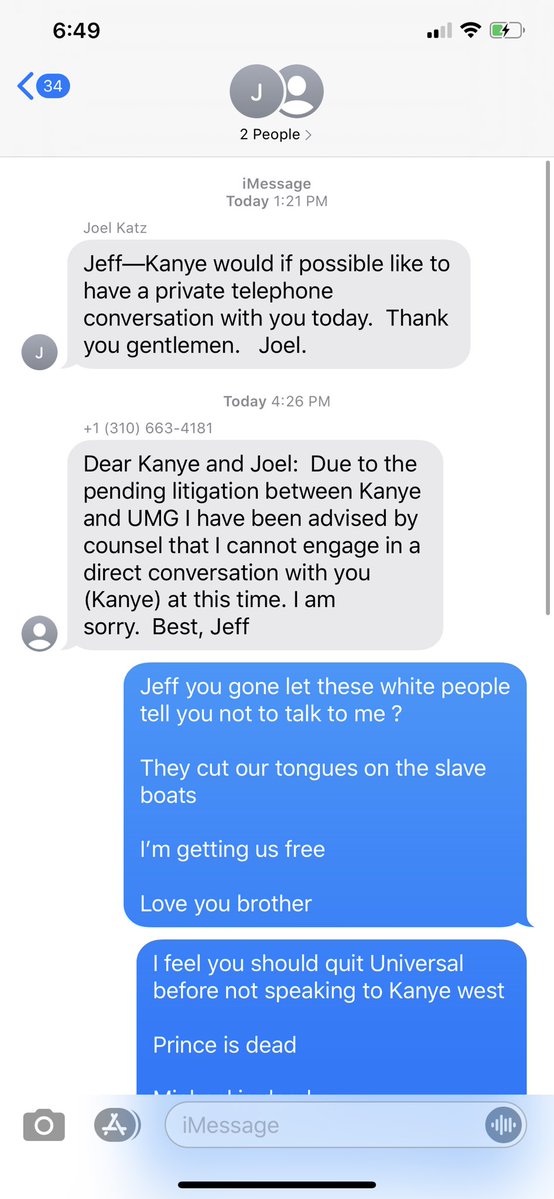 6:49
34
J
2 People >
iMessage
Today 1:21 PM
Joel Katz
Jeff—Kanye would if possible like to
have a private telephone
conversation with you today.  Thank
you gentlemen.   Joel.
J
Today 4:26 PM
+1 (310) 663-4181
Dear Kanye and Joel:  Due to the
pending litigation between Kanye
and UMG I have been advised by
counsel that I cannot engage in a
direct conversation with you
(Kanye) at this time. I am
sorry.  Best, Jeff
Jeff you gone let these white people
tell you not to talk to me ?
They cut our tongues on the slave
boats
I'm getting us free
Love you brother
I feel you should quit Universal
before not speaking to Kanye west
Prince is dead
iMessage